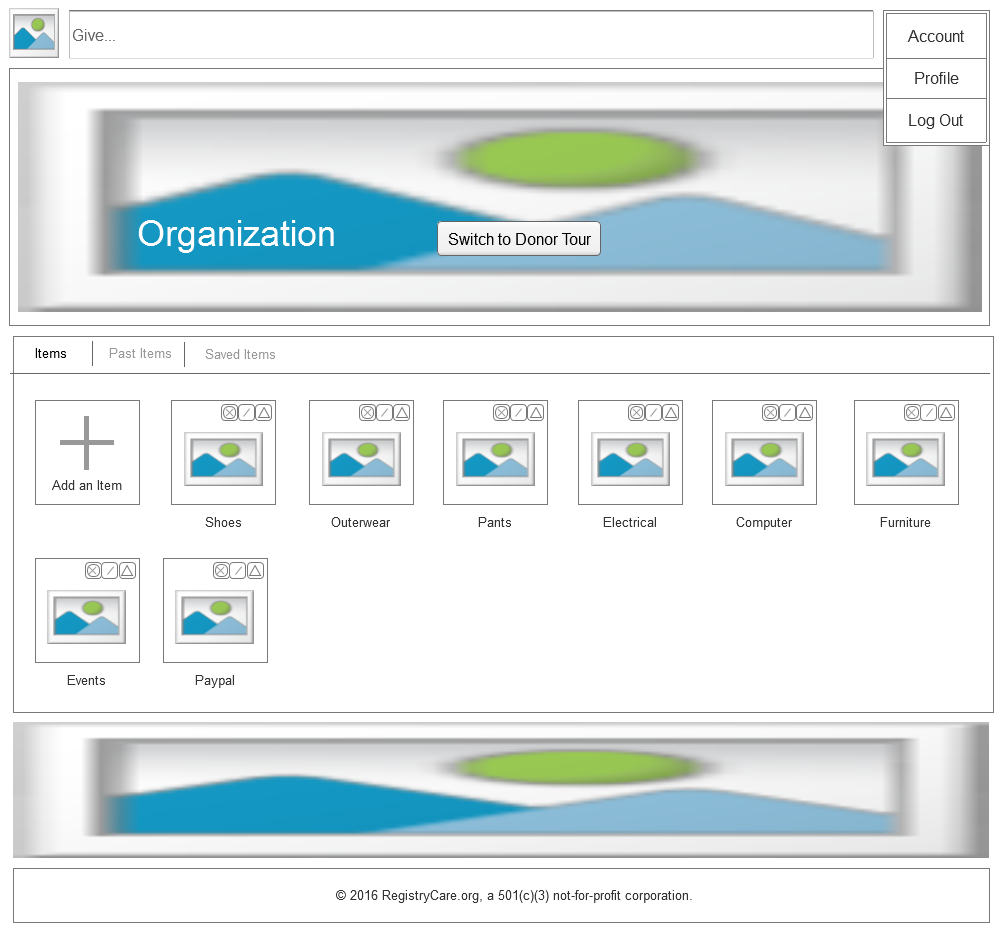 Give...
Account
Profile
Log Out
Organization
Switch to Donor Tour
Items
Past Items
Saved Items
Add an Item
Shoes
Outerwear
Pants
Electrical
Computer
Furniture
Events
Paypal
© 2016 RegistryCare.org, a 501(c)(3) not-for-profit corporation.